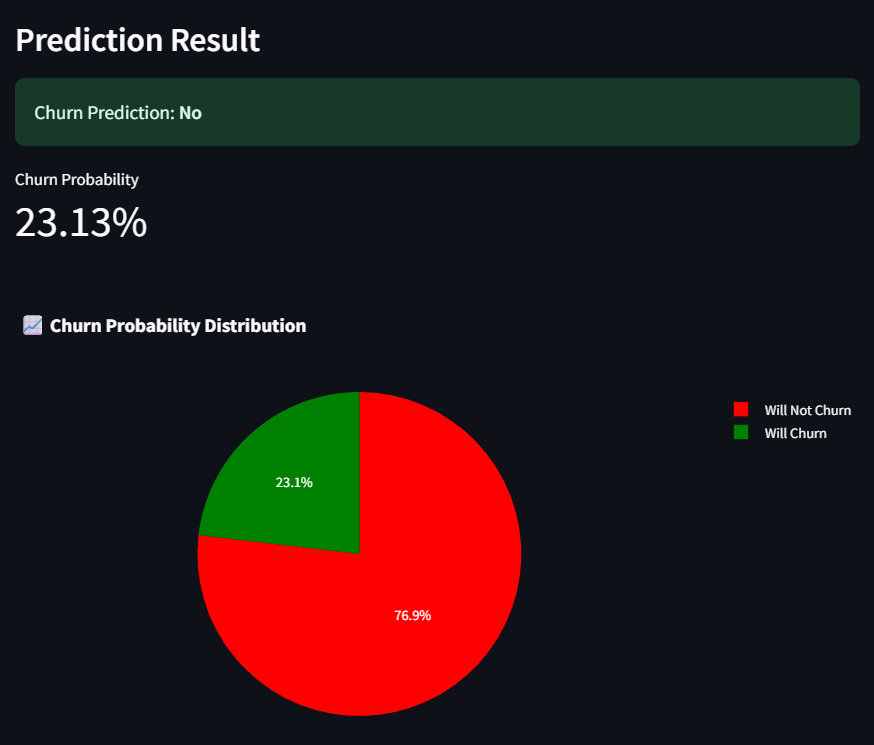 Prediction Result
Churn Prediction: No
Churn Probability
23.13%
Churn Probability Distribution
Will Not Churn
Will Churn
23.1%
76.9%